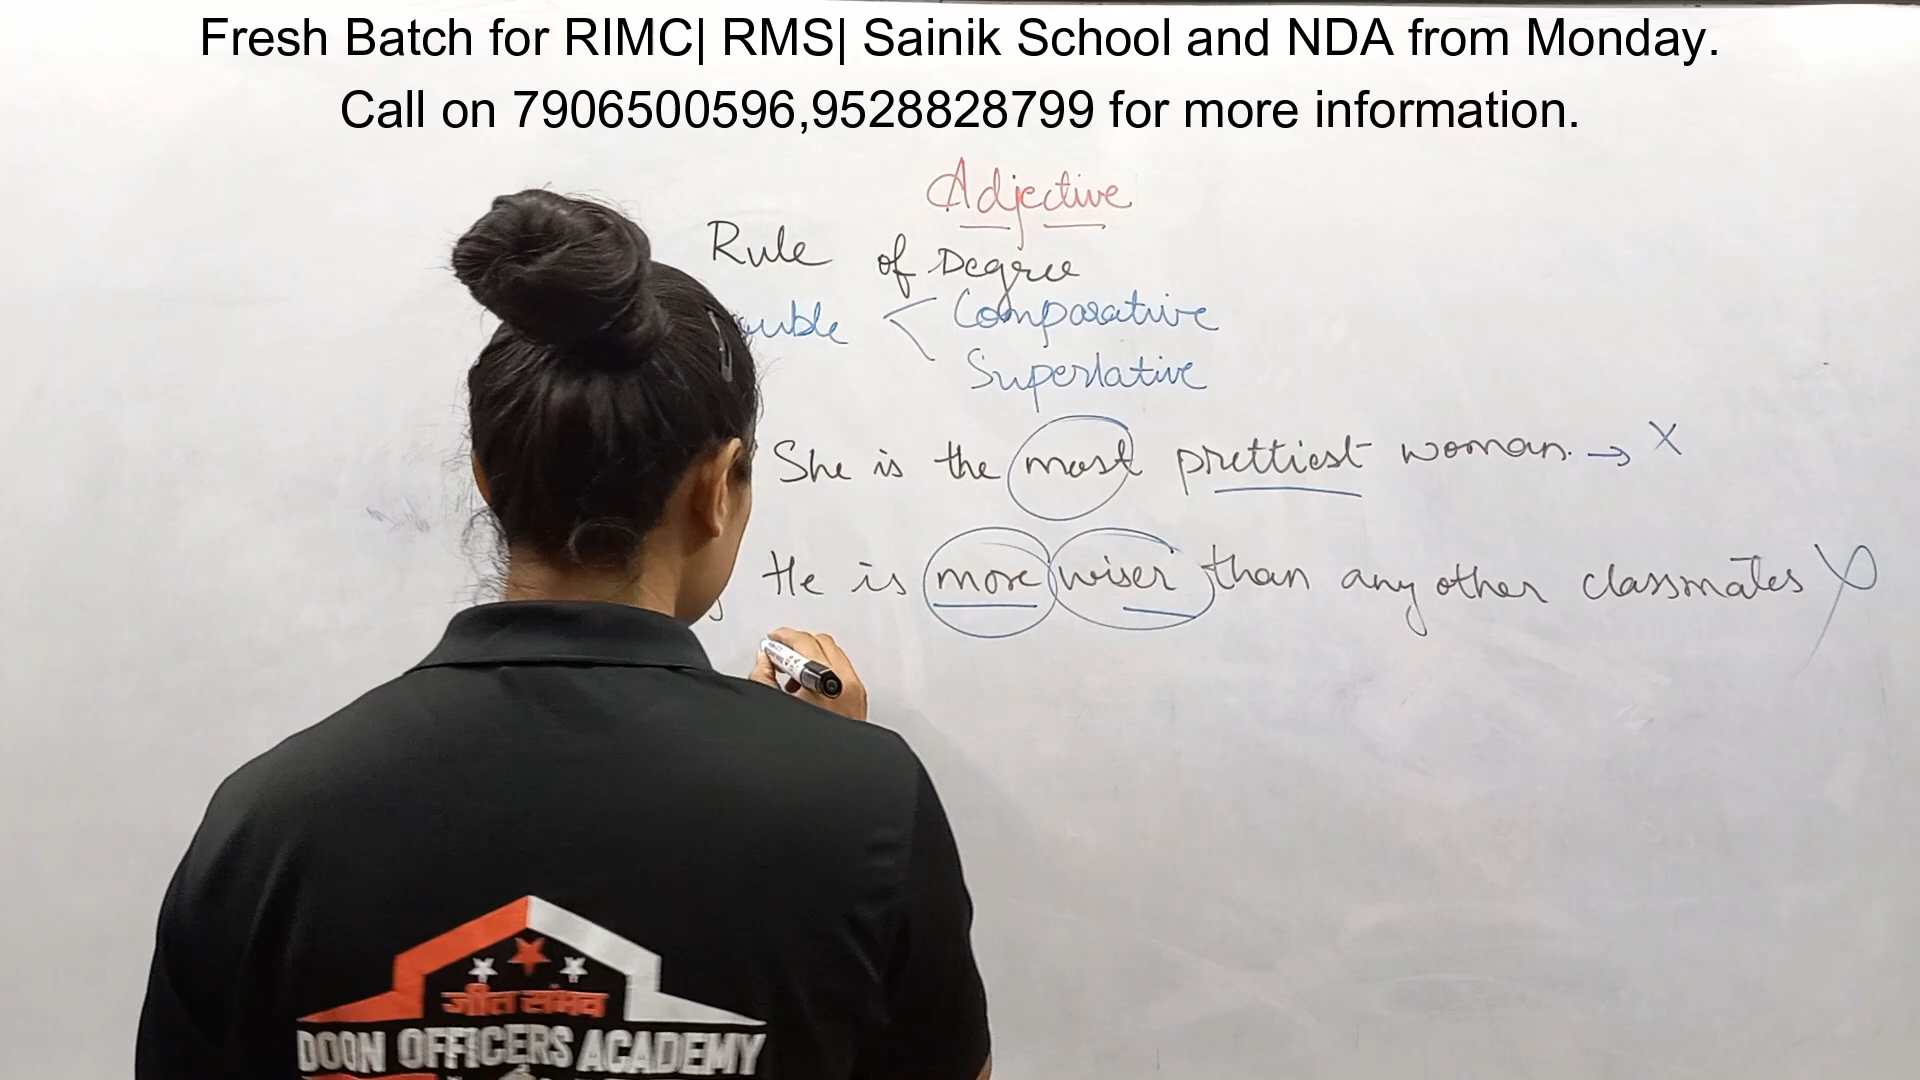 Fresh Batch for RIMC| RMS| Sainik School and NDA from Monday.
Call on 7906500596,9528828799 for more information.
Adjective
Rule of Degree
Comparative
Superlative
She is the most prettiest woman. → X
He is more wiser than any other classmates X
जीत संभव
DOON OFFICERS ACADEMY